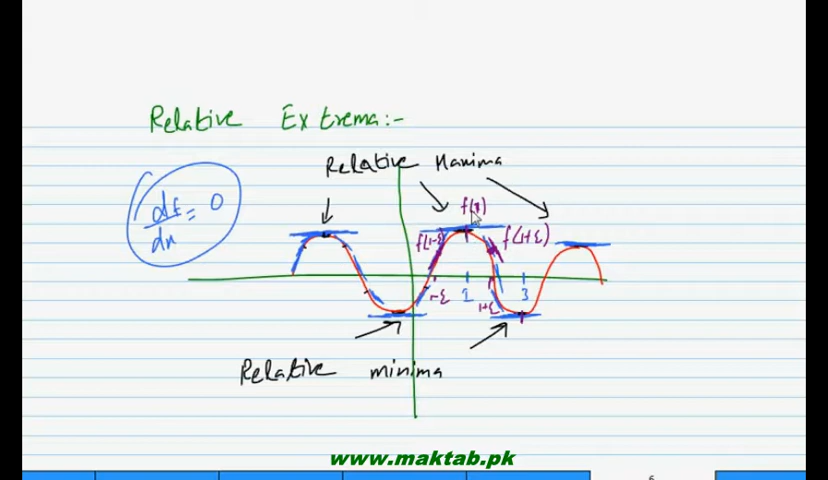 Relative Extrema:-
Relative Maxima
df/dx = 0
f(1)
f(1-ε) f(1+ε)
1-ε 1 1+ε 3
Relative minima
www.maktab.pk